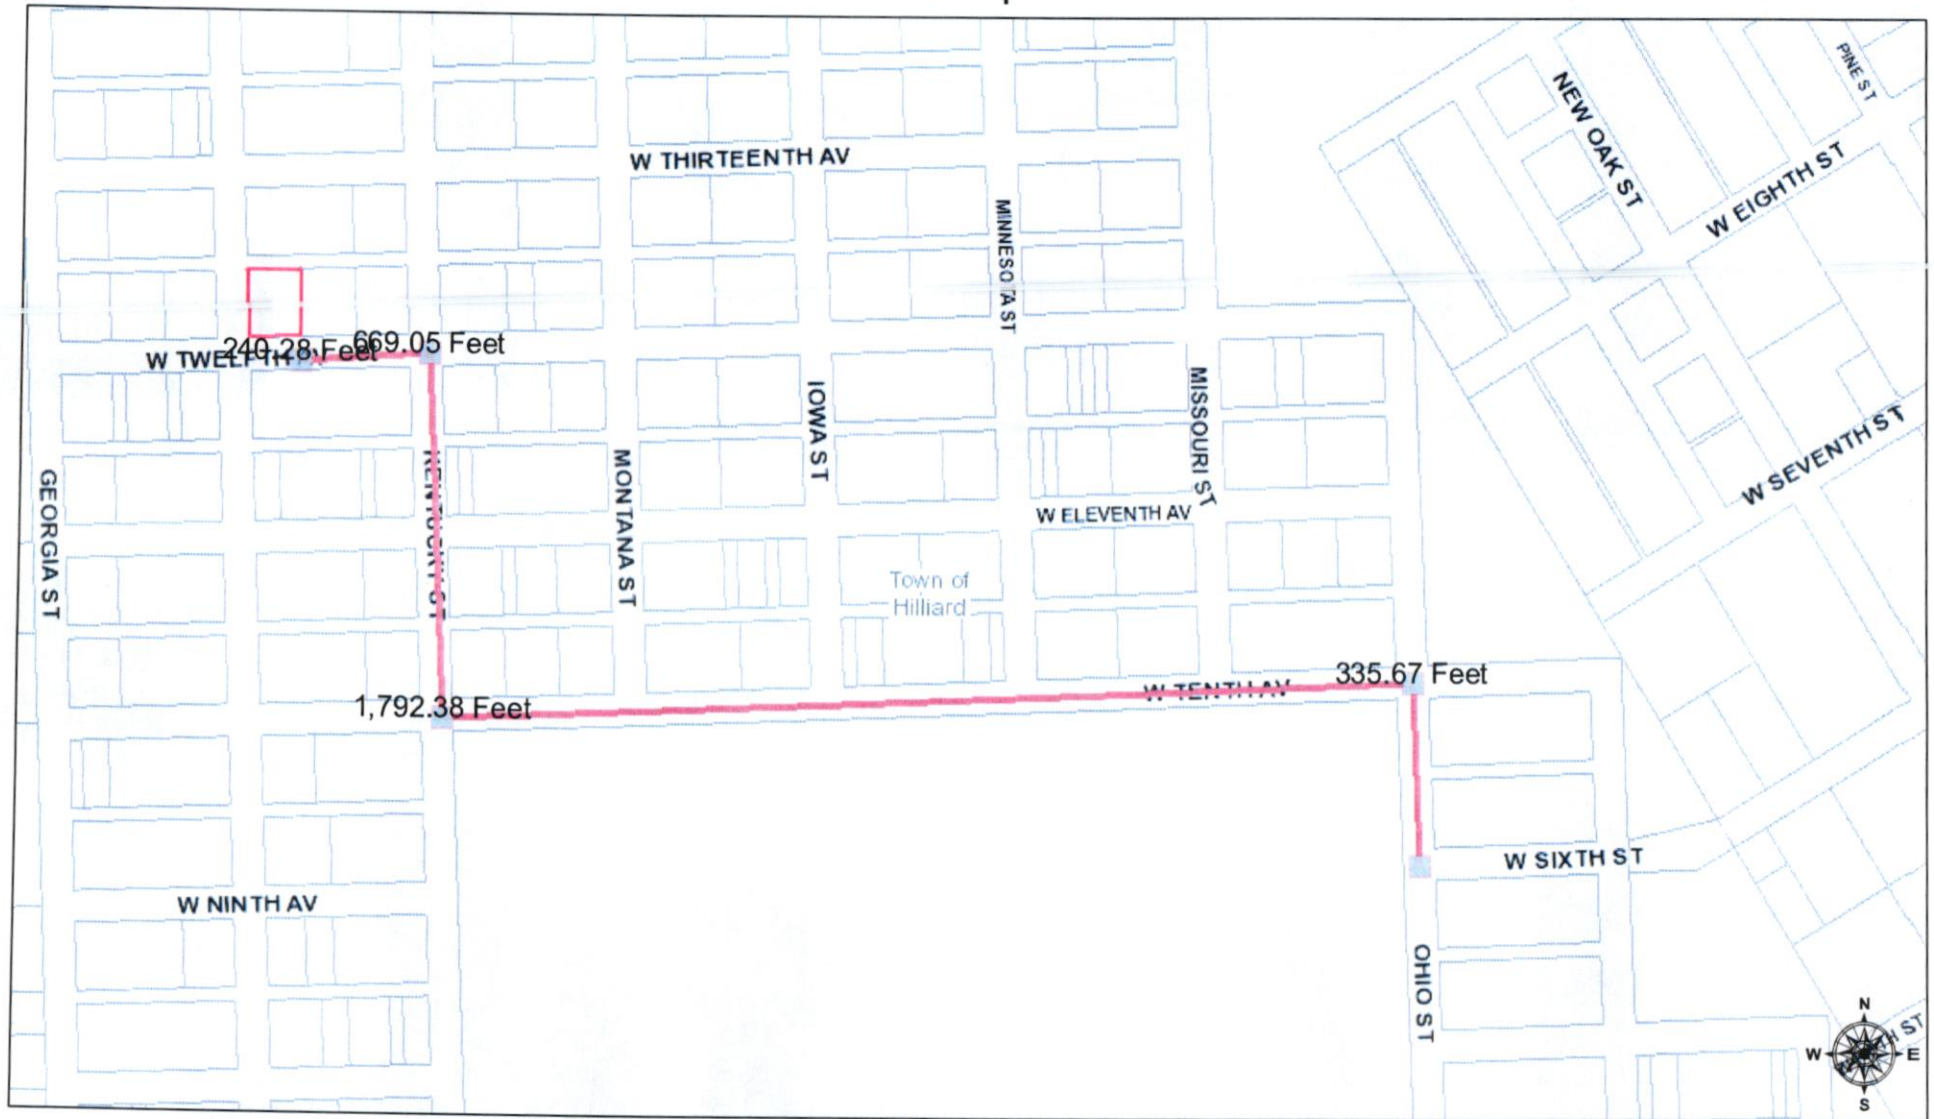 PINE ST
NEW OAK ST
W THIRTEENTH AV
W EIGHTH ST
MINNESOTA ST
669.05 Feet
240.28 Feet
W TWELFTH
IOWA ST
MISSOURI ST
W SEVENTH ST
KENTUCKY ST
MONTANA ST
GEORGIA ST
W ELEVENTH AV
Town of
Hilliard
335.67 Feet
W TENTH AV
1,792.38 Feet
W SIXTH ST
W NINTH AV
OHIO ST
N
W
E
S